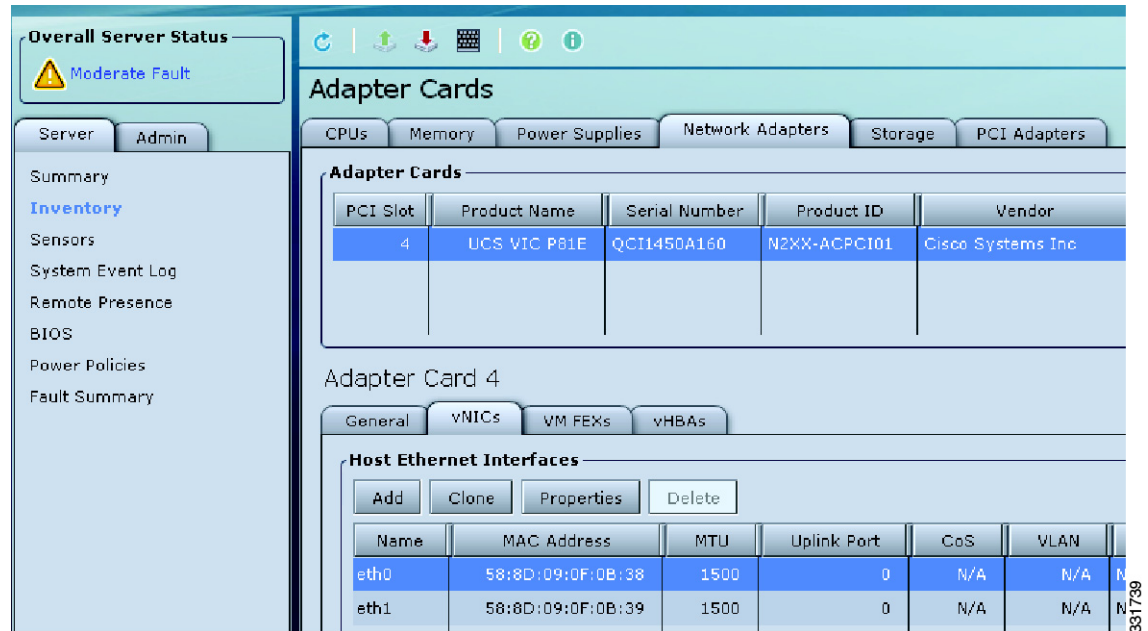 Overall Server Status
Moderate Fault
Server Admin
Summary
Inventory
Sensors
System Event Log
Remote Presence
BIOS
Power Policies
Fault Summary
Adapter Cards
CPUs Memory Power Supplies Network Adapters Storage PCI Adapters
Adapter Cards
PCI Slot Product Name Serial Number Product ID Vendor
4 UCS VIC P81E QCI1450A160 N2XX-ACPCI01 Cisco Systems Inc
Adapter Card 4
General vNICs VM FEXs vHBAs
Host Ethernet Interfaces
Add Clone Properties Delete
Name MAC Address MTU Uplink Port CoS VLAN
eth0 58:8D:09:0F:0B:38 1500 0 N/A N/A N
eth1 58:8D:09:0F:0B:39 1500 0 N/A N/A N
331739